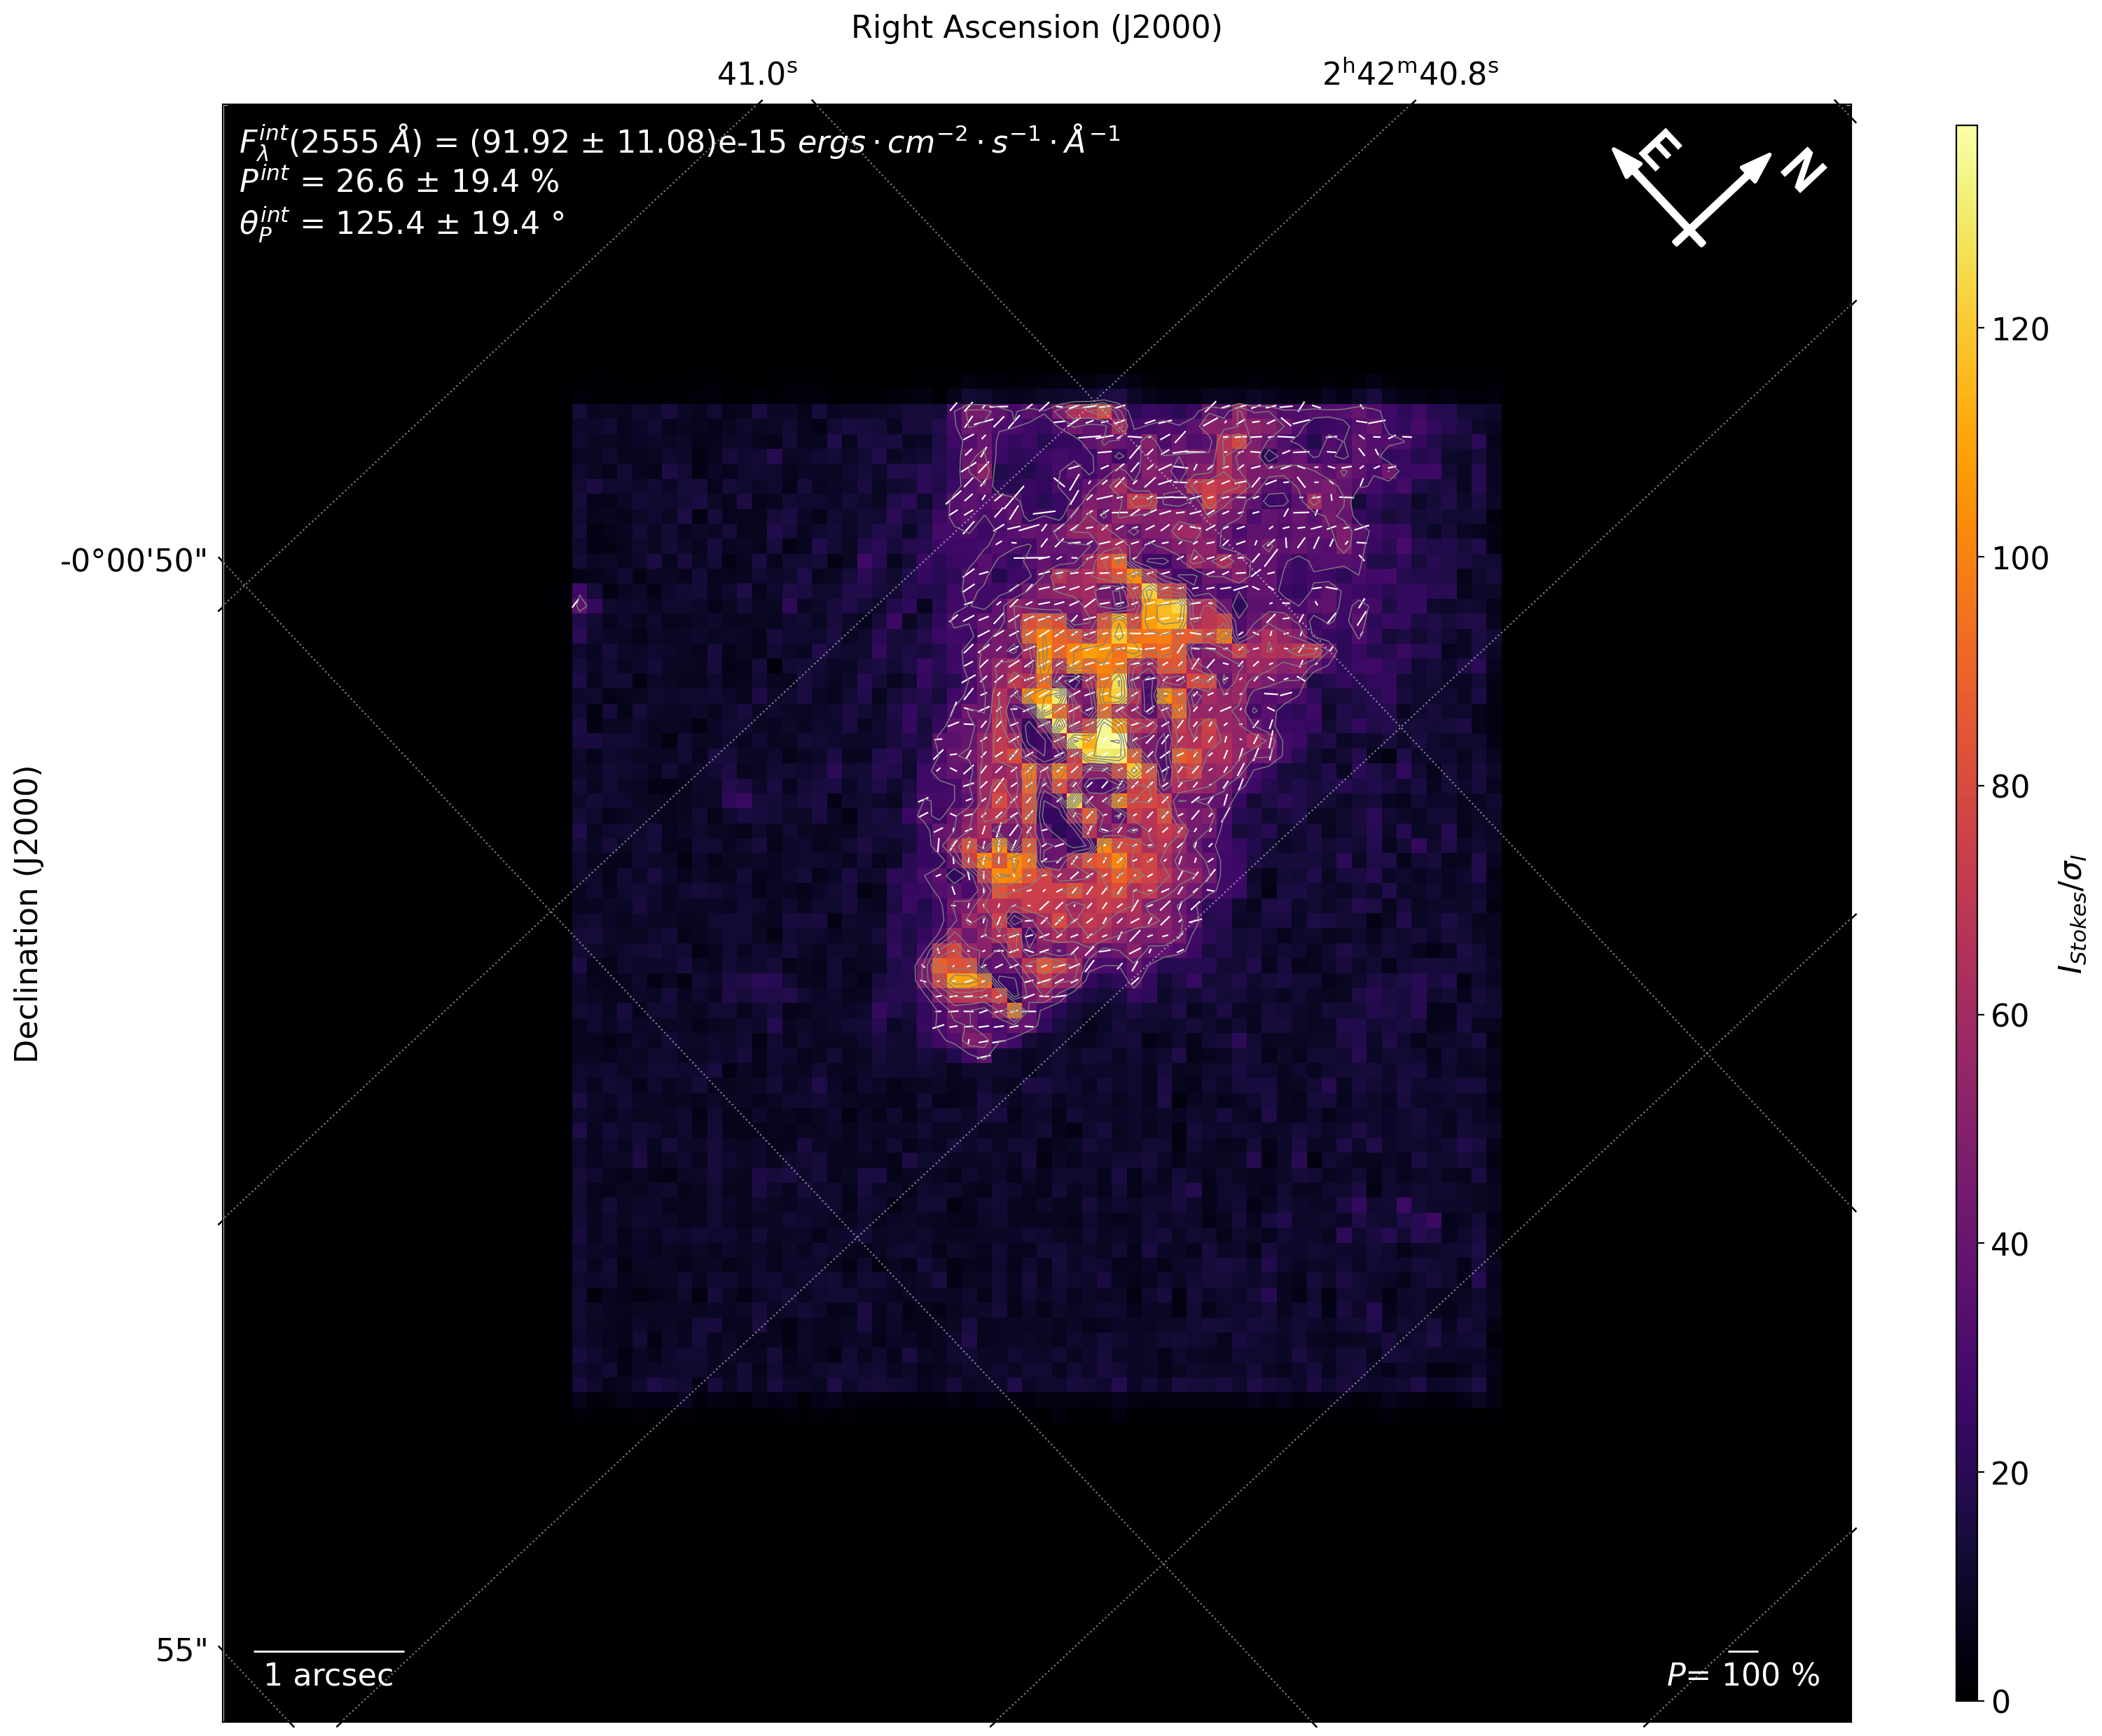 Right Ascension (J2000)
41.0ˢ
2ʰ42ᵐ40.8ˢ
F_λ^int(2555 Å) = (91.92 ± 11.08)e-15 ergs · cm⁻² · s⁻¹ · Å⁻¹
P^int = 26.6 ± 19.4 %
θ_P^int = 125.4 ± 19.4 °
E
N
-0°00'50"
55"
Declination (J2000)
1 arcsec
P= 100 %
120
100
80
60
40
20
0
I_Stokes/σ_I